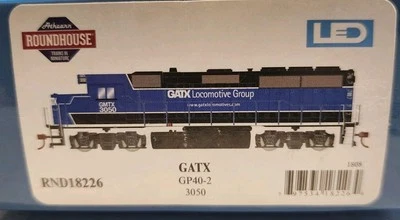 Athearn
ROUNDHOUSE
TRAINS IN MINIATURE
LED
GATX Locomotive Group
www.gatxlocomotives.com
GMTX
3050
GATX
GP40-2
3050
RND18226